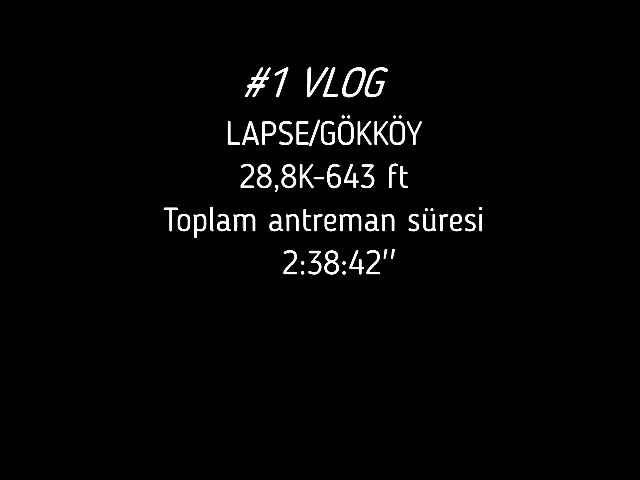 #1 VLOG
LAPSE/GÖKKÖY
28,8K-643 ft
Toplam antreman süresi
2:38:42"